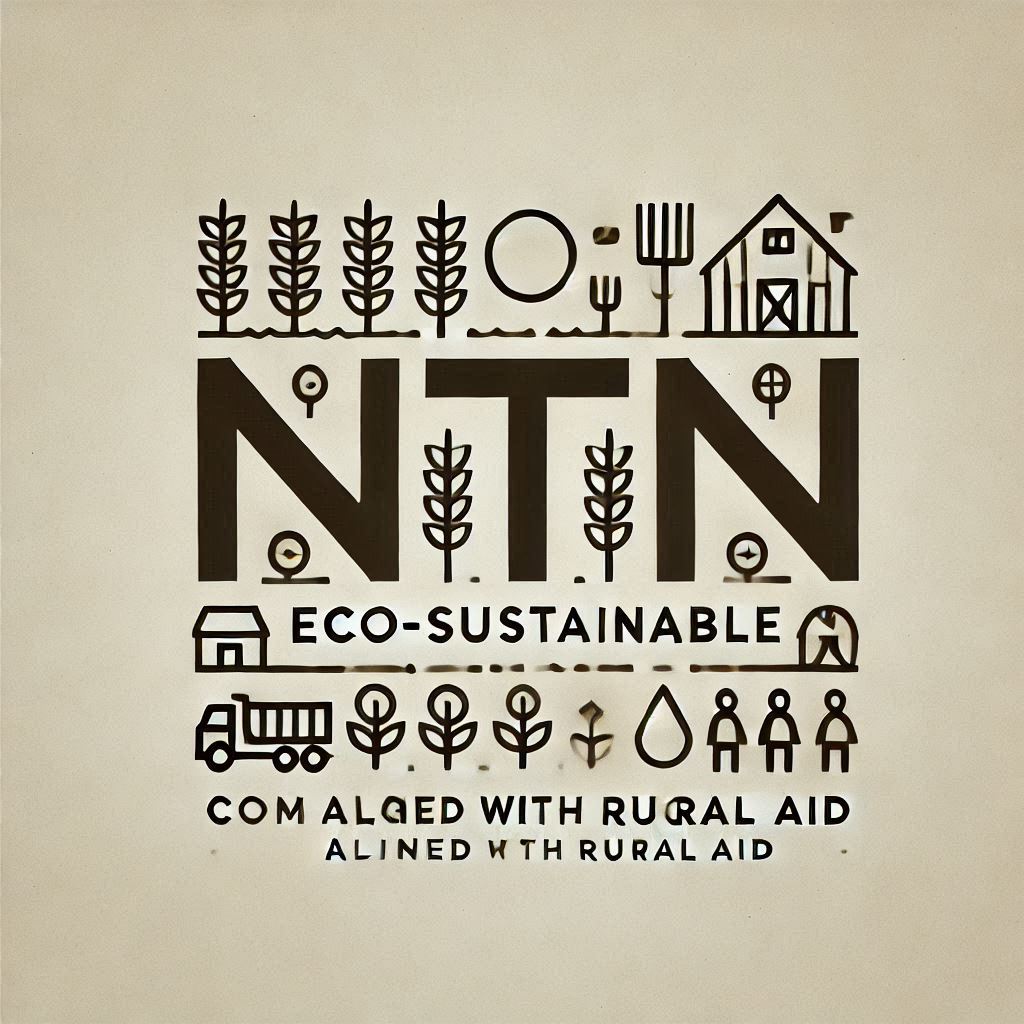 NTN
ECO-SUSTAINABLE
COM ALGED WITH RURAL AID
ALINED WTH RURAL AID